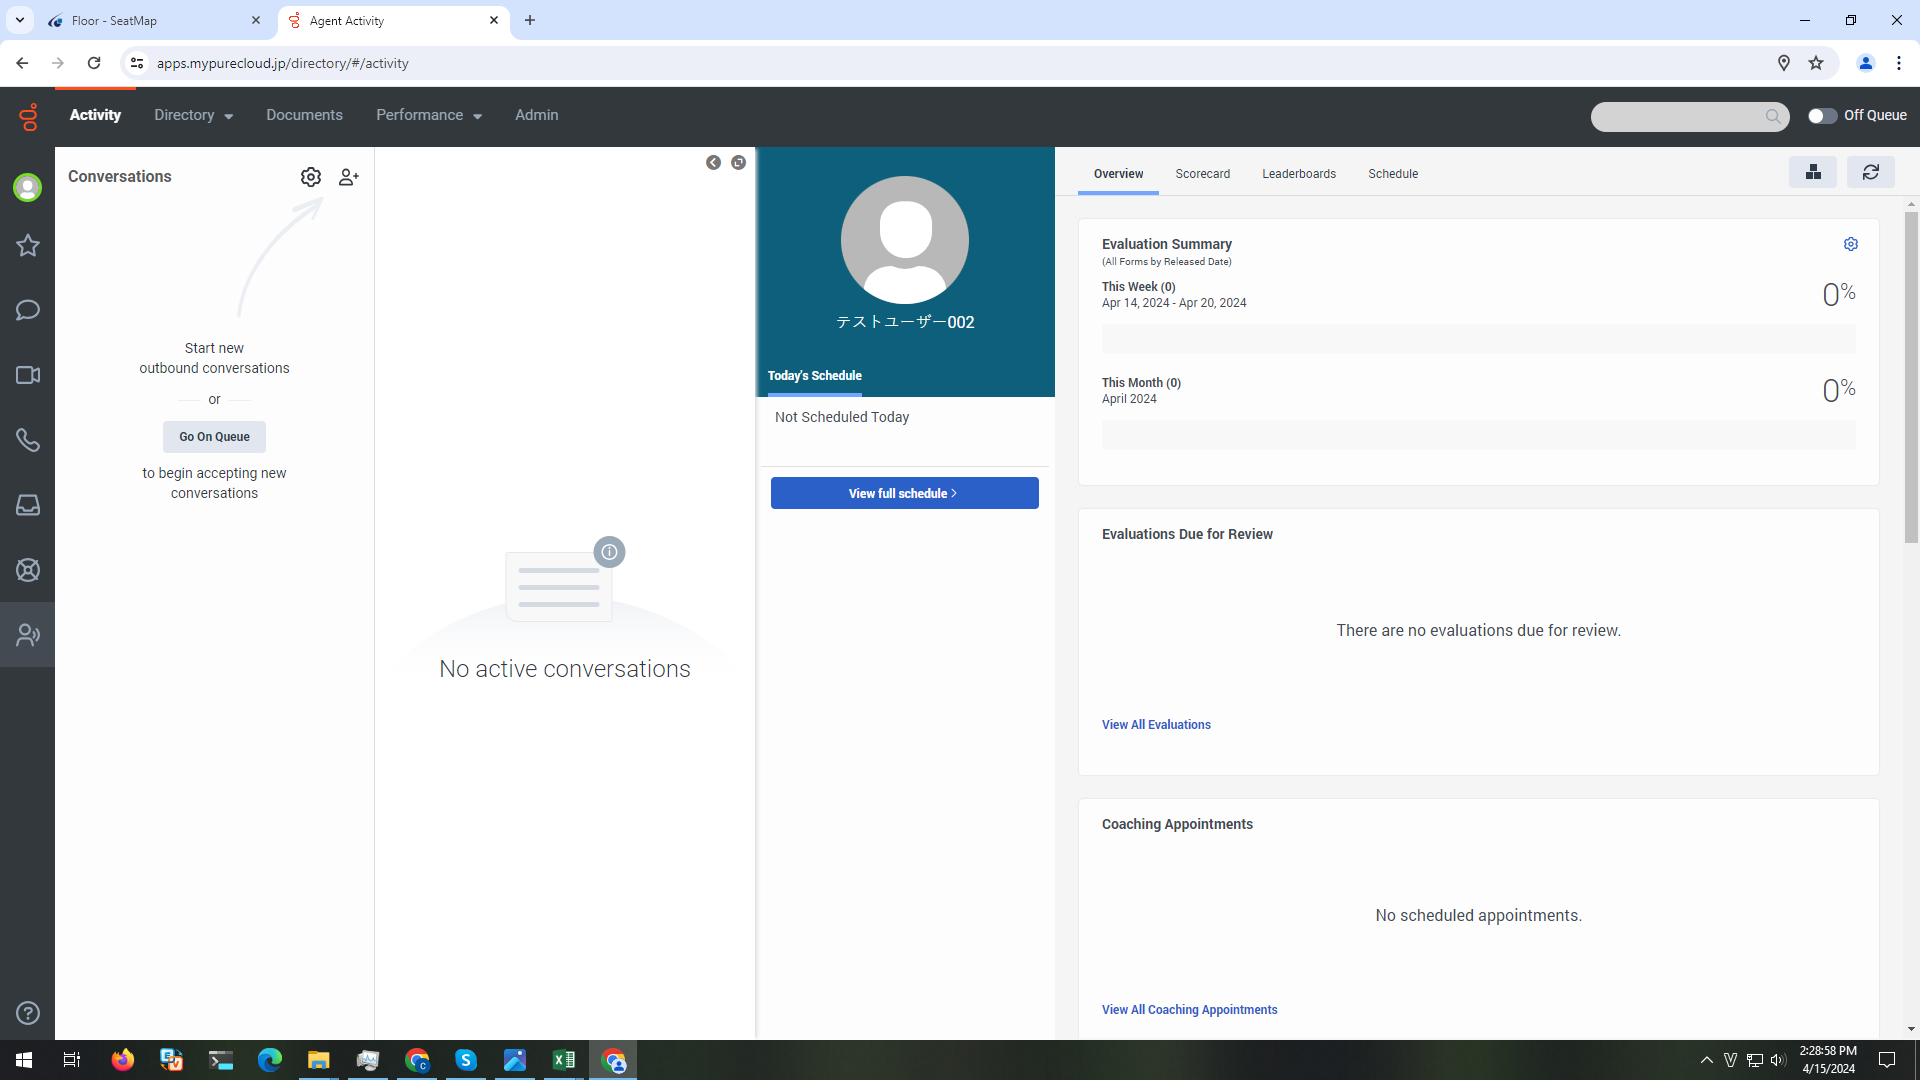 Floor - SeatMap
Agent Activity
apps.mypurecloud.jp/directory/#/activity
Activity
Directory
Documents
Performance
Admin
Off Queue
Conversations
Start new
outbound conversations
or
Go On Queue
to begin accepting new
conversations
No active conversations
テストユーザー002
Today's Schedule
Not Scheduled Today
View full schedule
Overview
Scorecard
Leaderboards
Schedule
Evaluation Summary
(All Forms by Released Date)
This Week (0)
Apr 14, 2024 - Apr 20, 2024
0%
This Month (0)
April 2024
0%
Evaluations Due for Review
There are no evaluations due for review.
View All Evaluations
Coaching Appointments
No scheduled appointments.
View All Coaching Appointments
2:28:58 PM
4/15/2024